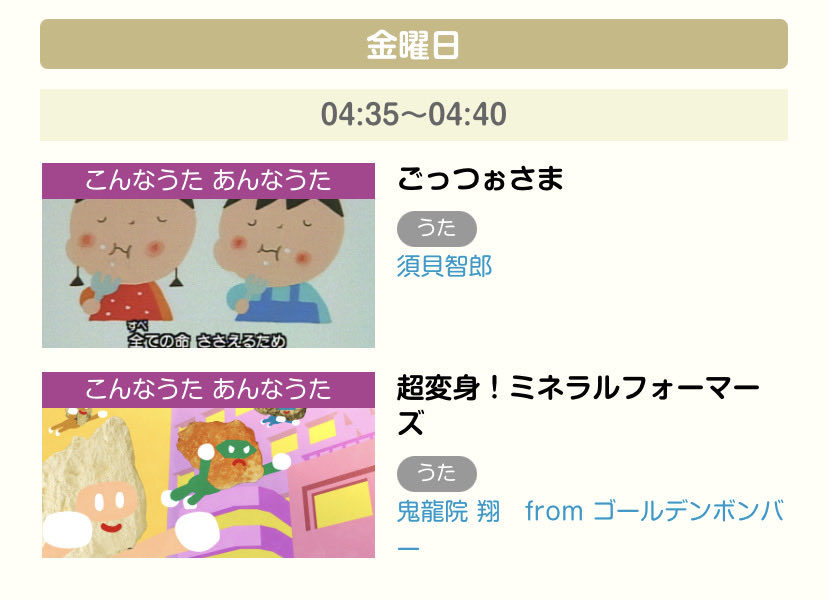 金曜日
04:35〜04:40
こんなうた あんなうた
ごっつぉさま
うた
須貝智郎
すべ
全ての命 ささえるため
こんなうた あんなうた
超変身！ミネラルフォーマー
ズ
うた
鬼龍院 翔　from ゴールデンボンバ
ー